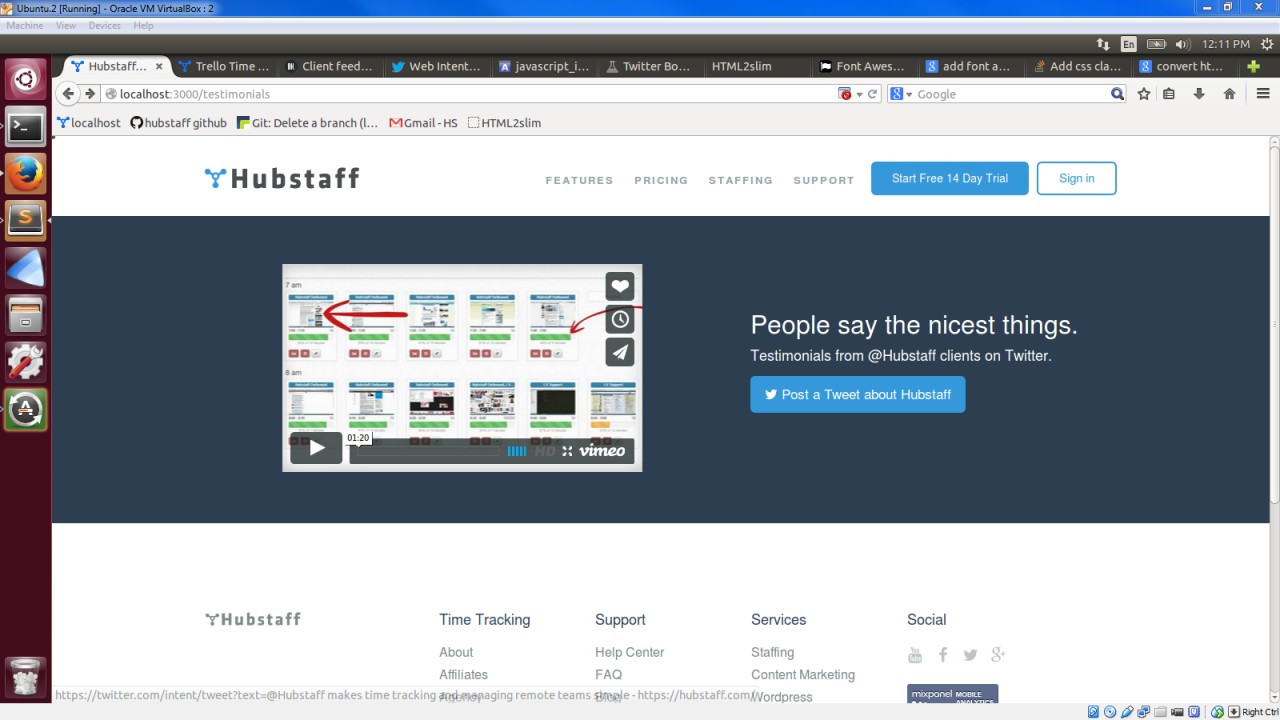 Ubuntu.2 [Running] - Oracle VM VirtualBox : 2
Machine View Devices Help
En 12:11 PM
Hubstaff... Trello Time ... Client feed... Web Intent... javascript_i... Twitter Bo... HTML2slim Font Awes... add font a... Add css cla... convert ht...
localhost:3000/testimonials Google
localhost hubstaff github Git: Delete a branch (l... Gmail - HS HTML2slim
Hubstaff FEATURES PRICING STAFFING SUPPORT Start Free 14 Day Trial Sign in
7 am
8 am
01:20
HD vimeo
People say the nicest things.
Testimonials from @Hubstaff clients on Twitter.
Post a Tweet about Hubstaff
Hubstaff Time Tracking Support Services Social
About Help Center Staffing
Affiliates FAQ Content Marketing
Agency Blog Wordpress
mixpanel MOBILE
ANALYTICS
https://twitter.com/intent/tweet?text=@Hubstaff makes time tracking and managing remote teams simple - https://hubstaff.com/
Right Ctrl